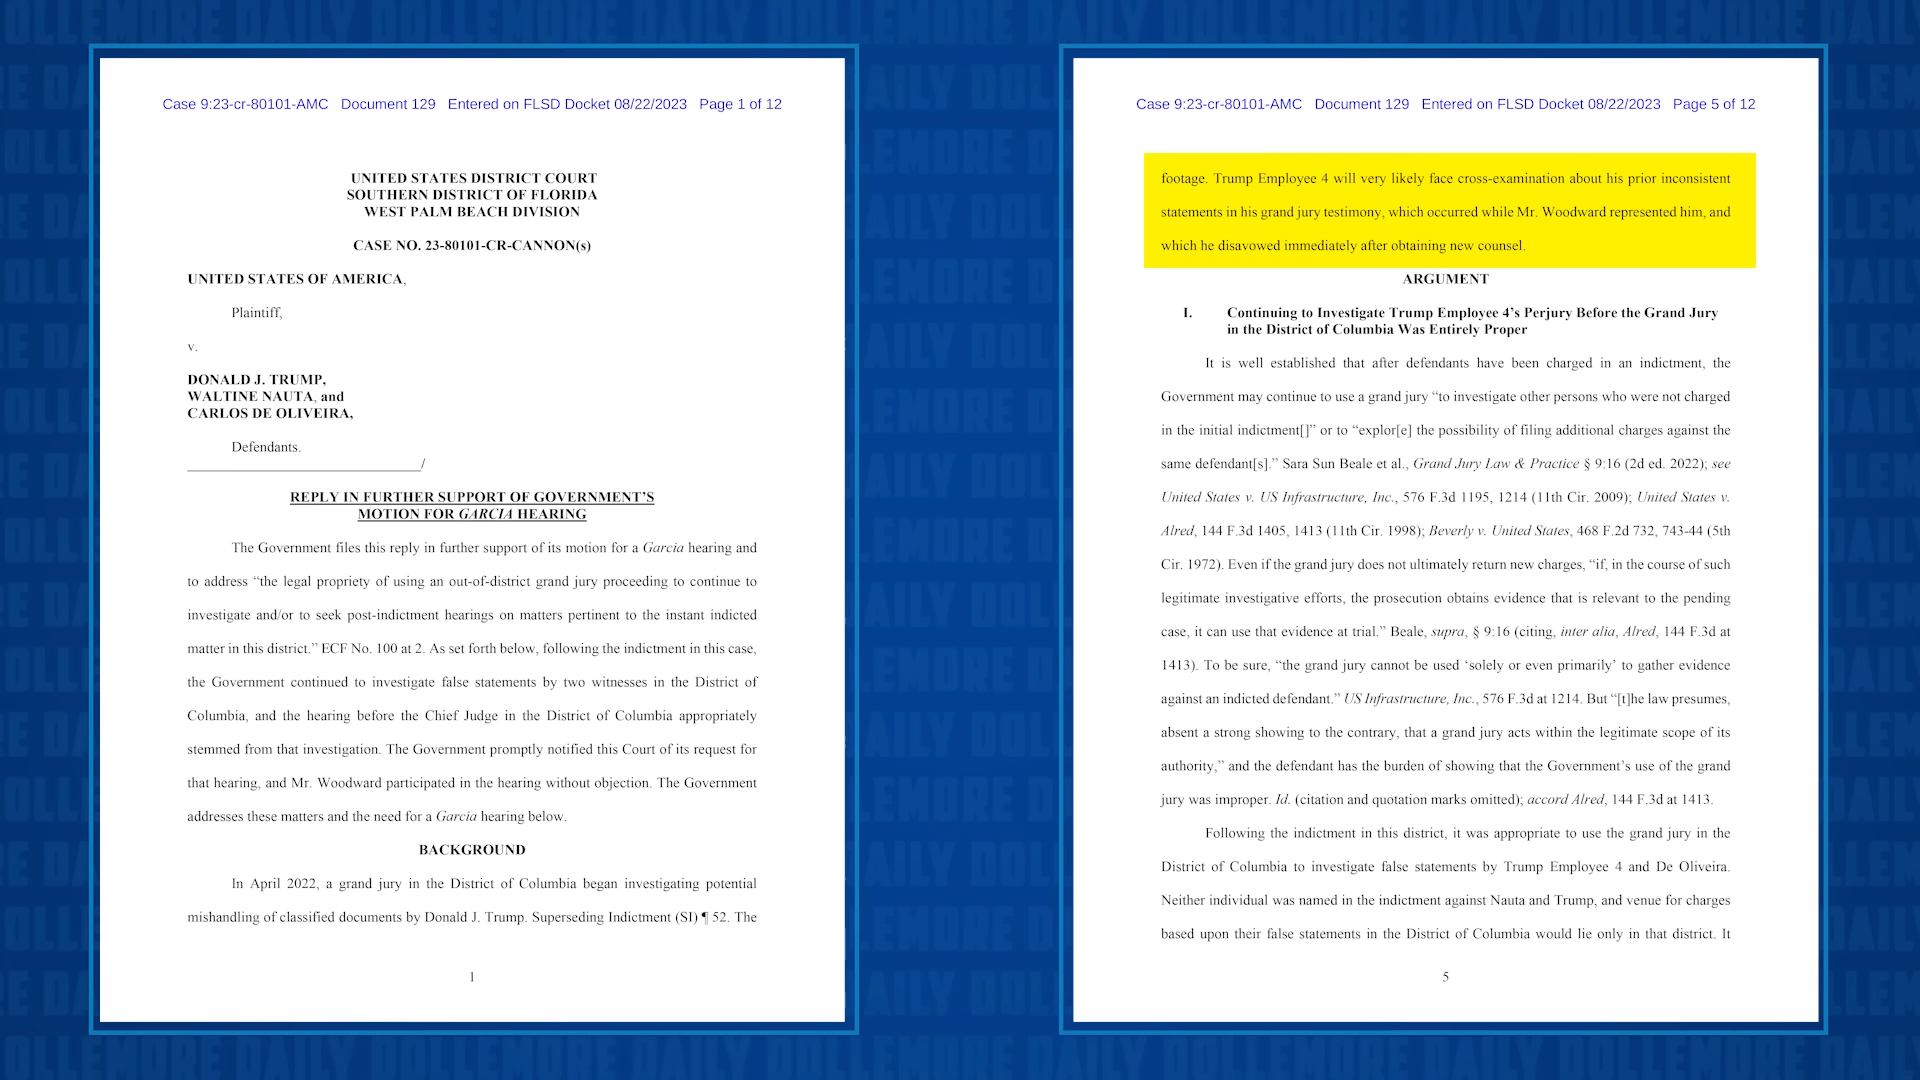 Case 9:23-cr-80101-AMC Document 129 Entered on FLSD Docket 08/22/2023 Page 1 of 12
UNITED STATES DISTRICT COURT
SOUTHERN DISTRICT OF FLORIDA
WEST PALM BEACH DIVISION
CASE NO. 23-80101-CR-CANNON(s)
UNITED STATES OF AMERICA,
Plaintiff,
v.
DONALD J. TRUMP,
WALTINE NAUTA, and
CARLOS DE OLIVEIRA,
Defendants.
________________________________/
REPLY IN FURTHER SUPPORT OF GOVERNMENT’S
MOTION FOR GARCIA HEARING
The Government files this reply in further support of its motion for a Garcia hearing and
to address “the legal propriety of using an out-of-district grand jury proceeding to continue to
investigate and/or to seek post-indictment hearings on matters pertinent to the instant indicted
matter in this district.” ECF No. 100 at 2. As set forth below, following the indictment in this case,
the Government continued to investigate false statements by two witnesses in the District of
Columbia, and the hearing before the Chief Judge in the District of Columbia appropriately
stemmed from that investigation. The Government promptly notified this Court of its request for
that hearing, and Mr. Woodward participated in the hearing without objection. The Government
addresses these matters and the need for a Garcia hearing below.
BACKGROUND
In April 2022, a grand jury in the District of Columbia began investigating potential
mishandling of classified documents by Donald J. Trump. Superseding Indictment (SI) ¶ 52. The
1
Case 9:23-cr-80101-AMC Document 129 Entered on FLSD Docket 08/22/2023 Page 5 of 12
footage. Trump Employee 4 will very likely face cross-examination about his prior inconsistent
statements in his grand jury testimony, which occurred while Mr. Woodward represented him, and
which he disavowed immediately after obtaining new counsel.
ARGUMENT
I. Continuing to Investigate Trump Employee 4’s Perjury Before the Grand Jury
in the District of Columbia Was Entirely Proper
It is well established that after defendants have been charged in an indictment, the
Government may continue to use a grand jury “to investigate other persons who were not charged
in the initial indictment[]” or to “explor[e] the possibility of filing additional charges against the
same defendant[s].” Sara Sun Beale et al., Grand Jury Law & Practice § 9:16 (2d ed. 2022); see
United States v. US Infrastructure, Inc., 576 F.3d 1195, 1214 (11th Cir. 2009); United States v.
Alred, 144 F.3d 1405, 1413 (11th Cir. 1998); Beverly v. United States, 468 F.2d 732, 743-44 (5th
Cir. 1972). Even if the grand jury does not ultimately return new charges, “if, in the course of such
legitimate investigative efforts, the prosecution obtains evidence that is relevant to the pending
case, it can use that evidence at trial.” Beale, supra, § 9:16 (citing, inter alia, Alred, 144 F.3d at
1413). To be sure, “the grand jury cannot be used ‘solely or even primarily’ to gather evidence
against an indicted defendant.” US Infrastructure, Inc., 576 F.3d at 1214. But “[t]he law presumes,
absent a strong showing to the contrary, that a grand jury acts within the legitimate scope of its
authority,” and the defendant has the burden of showing that the Government’s use of the grand
jury was improper. Id. (citation and quotation marks omitted); accord Alred, 144 F.3d at 1413.
Following the indictment in this district, it was appropriate to use the grand jury in the
District of Columbia to investigate false statements by Trump Employee 4 and De Oliveira.
Neither individual was named in the indictment against Nauta and Trump, and venue for charges
based upon their false statements in the District of Columbia would lie only in that district. It
5